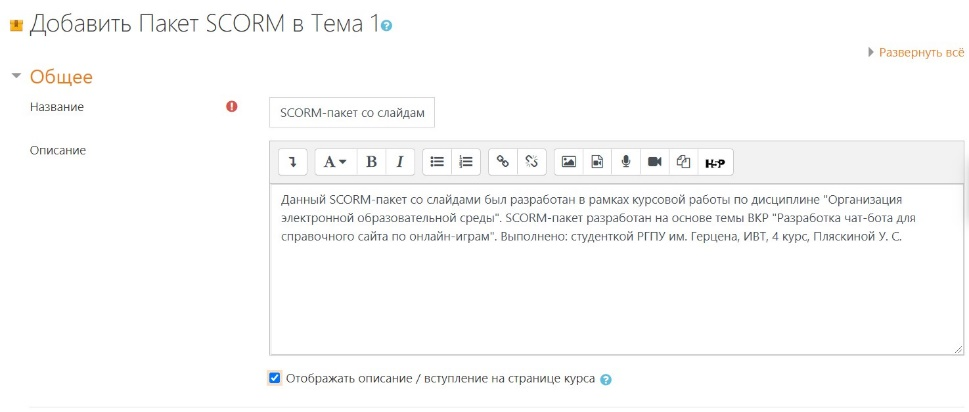 Добавить Пакет SCORM в Тема 1
Развернуть всё
Общее
Название
SCORM-пакет со слайдам
Описание
A B I H5P
Данный SCORM-пакет со слайдами был разработан в рамках курсовой работы по дисциплине "Организация
электронной образовательной среды". SCORM-пакет разработан на основе темы ВКР "Разработка чат-бота для
справочного сайта по онлайн-играм". Выполнено: студенткой РГПУ им. Герцена, ИВТ, 4 курс, Пляскиной У. С.
Отображать описание / вступление на странице курса